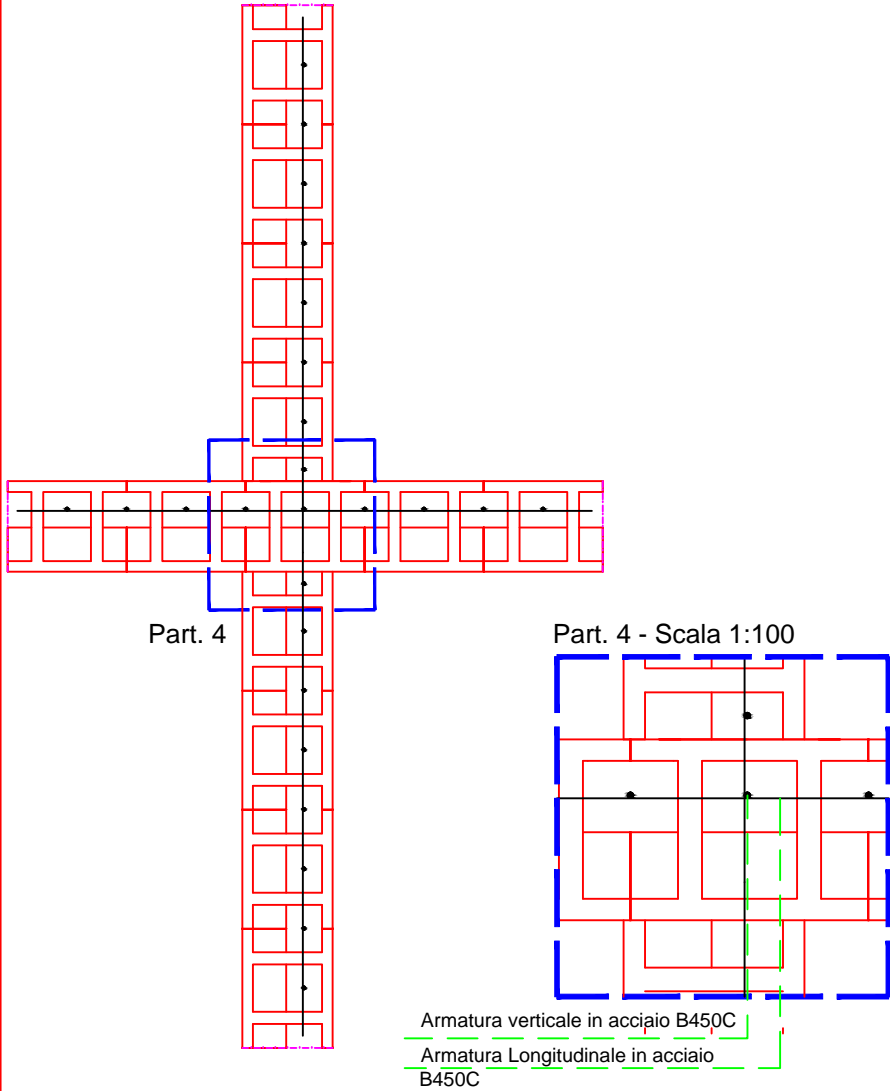 Part. 4
Part. 4 - Scala 1:100
Armatura verticale in acciaio B450C
Armatura Longitudinale in acciaio
B450C